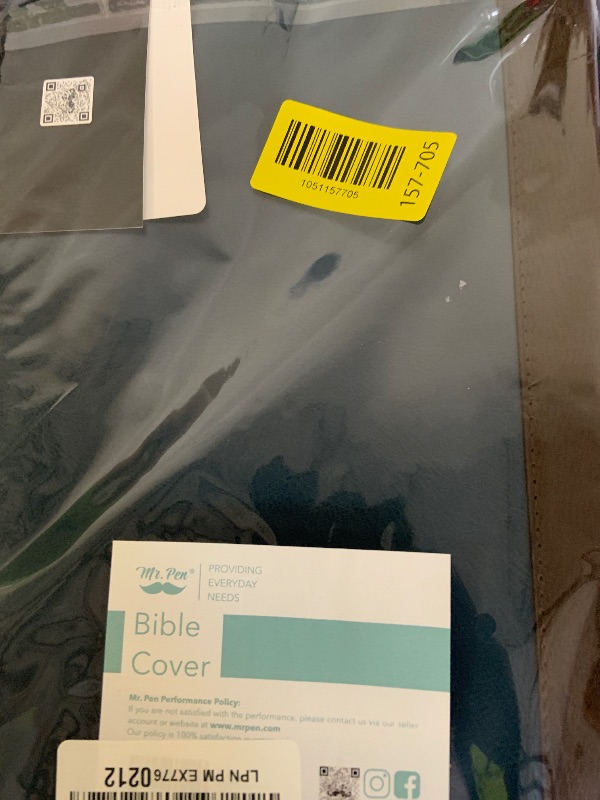 1051157705
157-705
Mr. Pen®
PROVIDING
EVERYDAY
NEEDS
Bible
Cover
Mr. Pen Performance Policy:
If you are not satisfied with the performance, please contact us via our seller
account or website at www.mrpen.com
Our policy is 100% satisfaction
LPN PM EX7760212